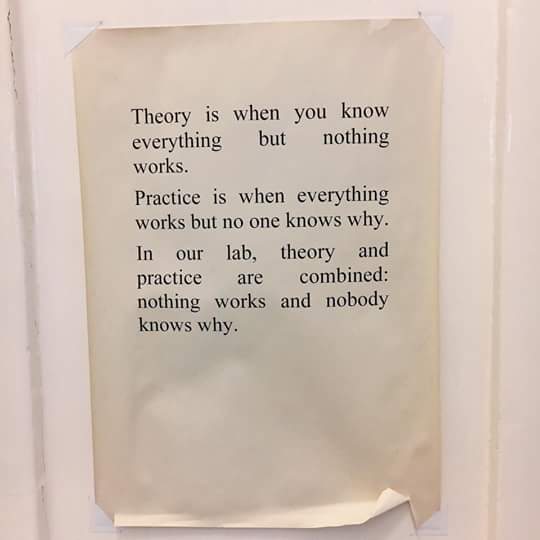 Theory is when you know
everything but nothing
works.
Practice is when everything
works but no one knows why.
In our lab, theory and
practice are combined:
nothing works and nobody
knows why.